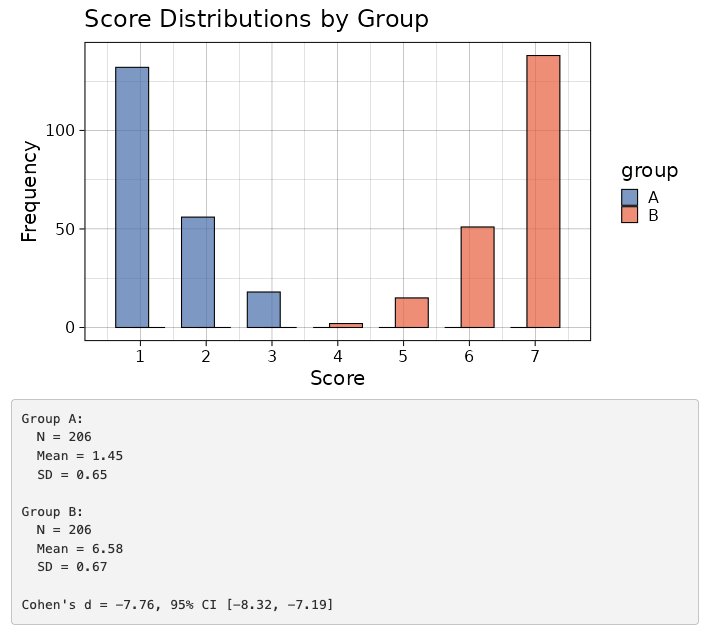 Score Distributions by Group
Frequency
100
50
0
1 2 3 4 5 6 7
Score
group
A
B
Group A:
N = 206
Mean = 1.45
SD = 0.65
Group B:
N = 206
Mean = 6.58
SD = 0.67
Cohen's d = −7.76, 95% CI [−8.32, −7.19]